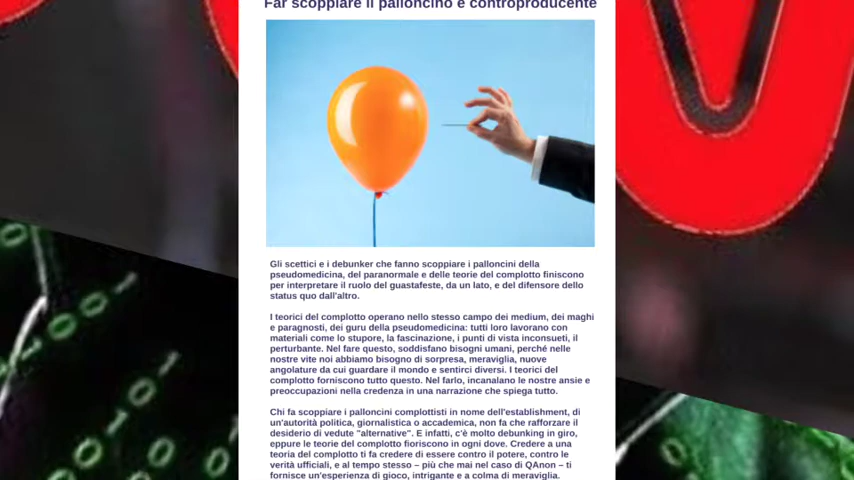 Far scoppiare il palloncino è controproducente
Gli scettici e i debunker che fanno scoppiare i palloncini della
pseudomedicina, del paranormale e delle teorie del complotto finiscono
per interpretare il ruolo del guastafeste, da un lato, e del difensore dello
status quo dall'altro.
I teorici del complotto operano nello stesso campo dei medium, dei maghi
e paragnosti, dei guru della pseudomedicina: tutti loro lavorano con
materiali come lo stupore, la fascinazione, i punti di vista inconsueti, il
perturbante. Nel fare questo, soddisfano bisogni umani, perché nelle
nostre vite noi abbiamo bisogno di sorpresa, meraviglia, nuove
angolature da cui guardare il mondo e sentirci diversi. I teorici del
complotto forniscono tutto questo. Nel farlo, incanalano le nostre ansie e
preoccupazioni nella credenza in una narrazione che spiega tutto.
Chi fa scoppiare i palloncini complottisti in nome dell'establishment, di
un'autorità politica, giornalistica o accademica, non fa che rafforzare il
desiderio di vedute "alternative". E infatti, c'è molto debunking in giro,
eppure le teorie del complotto fioriscono in ogni dove. Credere a una
teoria del complotto ti fa credere di essere contro il potere, contro le
verità ufficiali, e al tempo stesso – più che mai nel caso di QAnon – ti
fornisce un'esperienza di gioco, intrigante e a colma di meraviglia.